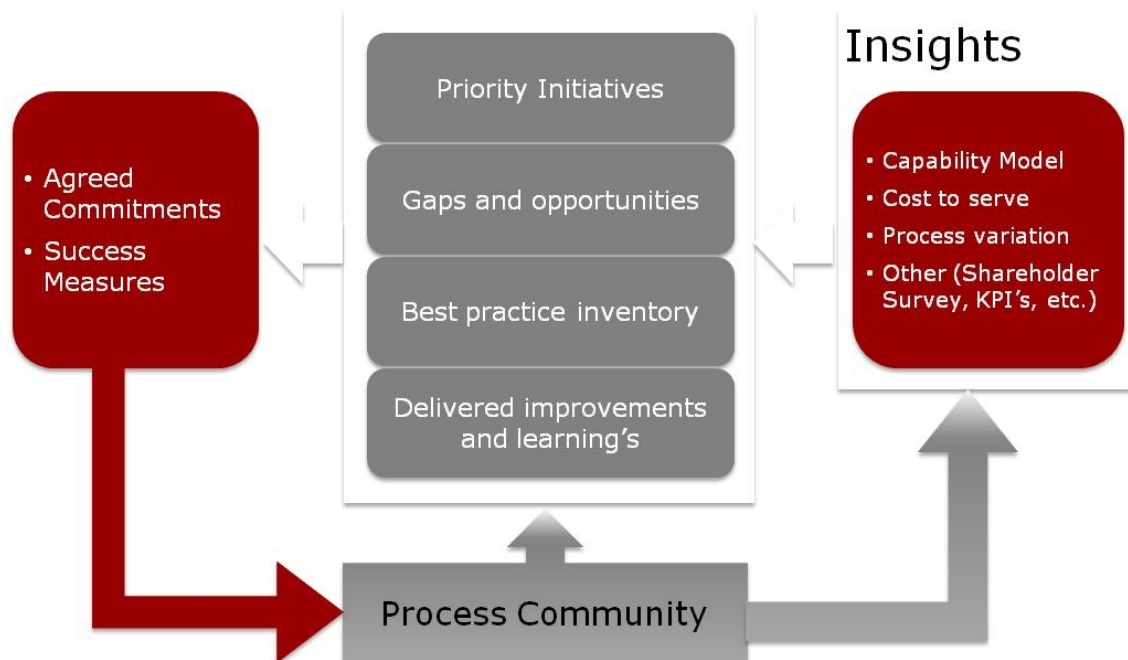 Insights
• Agreed
Commitments
• Success
Measures
Priority Initiatives
Gaps and opportunities
Best practice inventory
Delivered improvements
and learning’s
• Capability Model
• Cost to serve
• Process variation
• Other (Shareholder
Survey, KPI’s, etc.)
Process Community